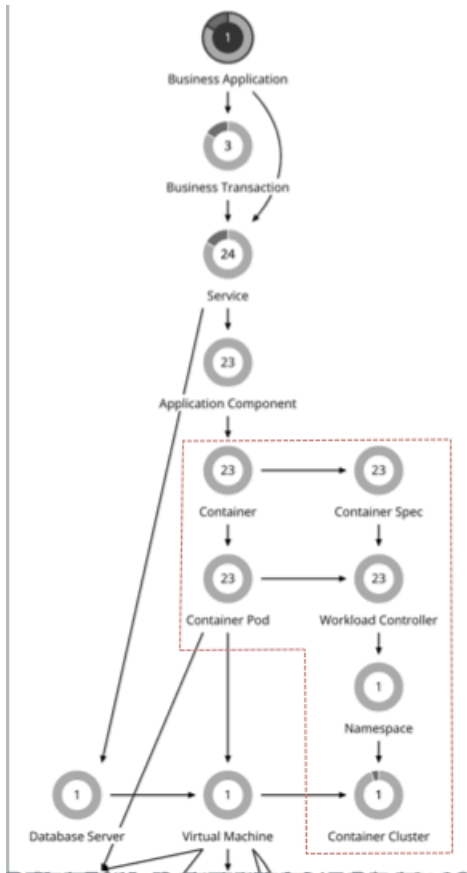 1
Business Application
3
Business Transaction
24
Service
23
Application Component
23 23
Container Container Spec
23 23
Container Pod Workload Controller
1
Namespace
1 1 1
Database Server Virtual Machine Container Cluster